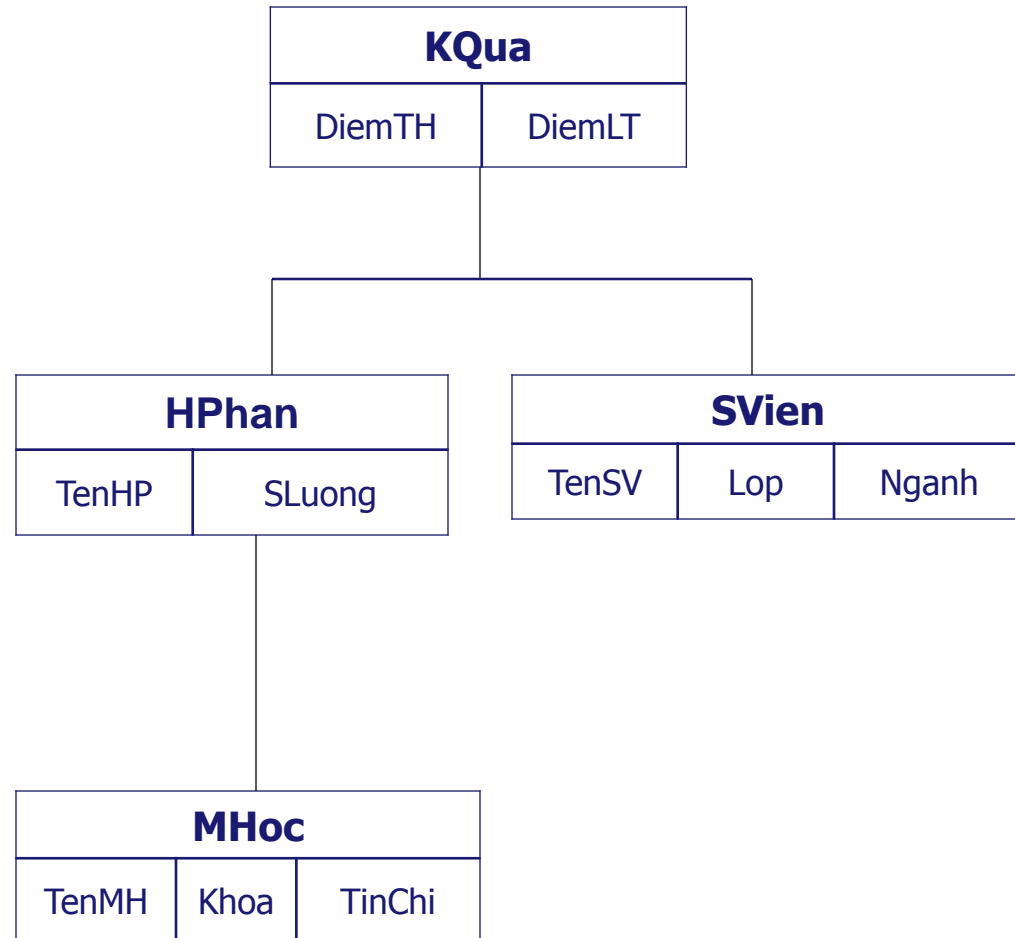 KQua
DiemTH DiemLT
HPhan
TenHP SLuong
SVien
TenSV Lop Nganh
MHoc
TenMH Khoa TinChi